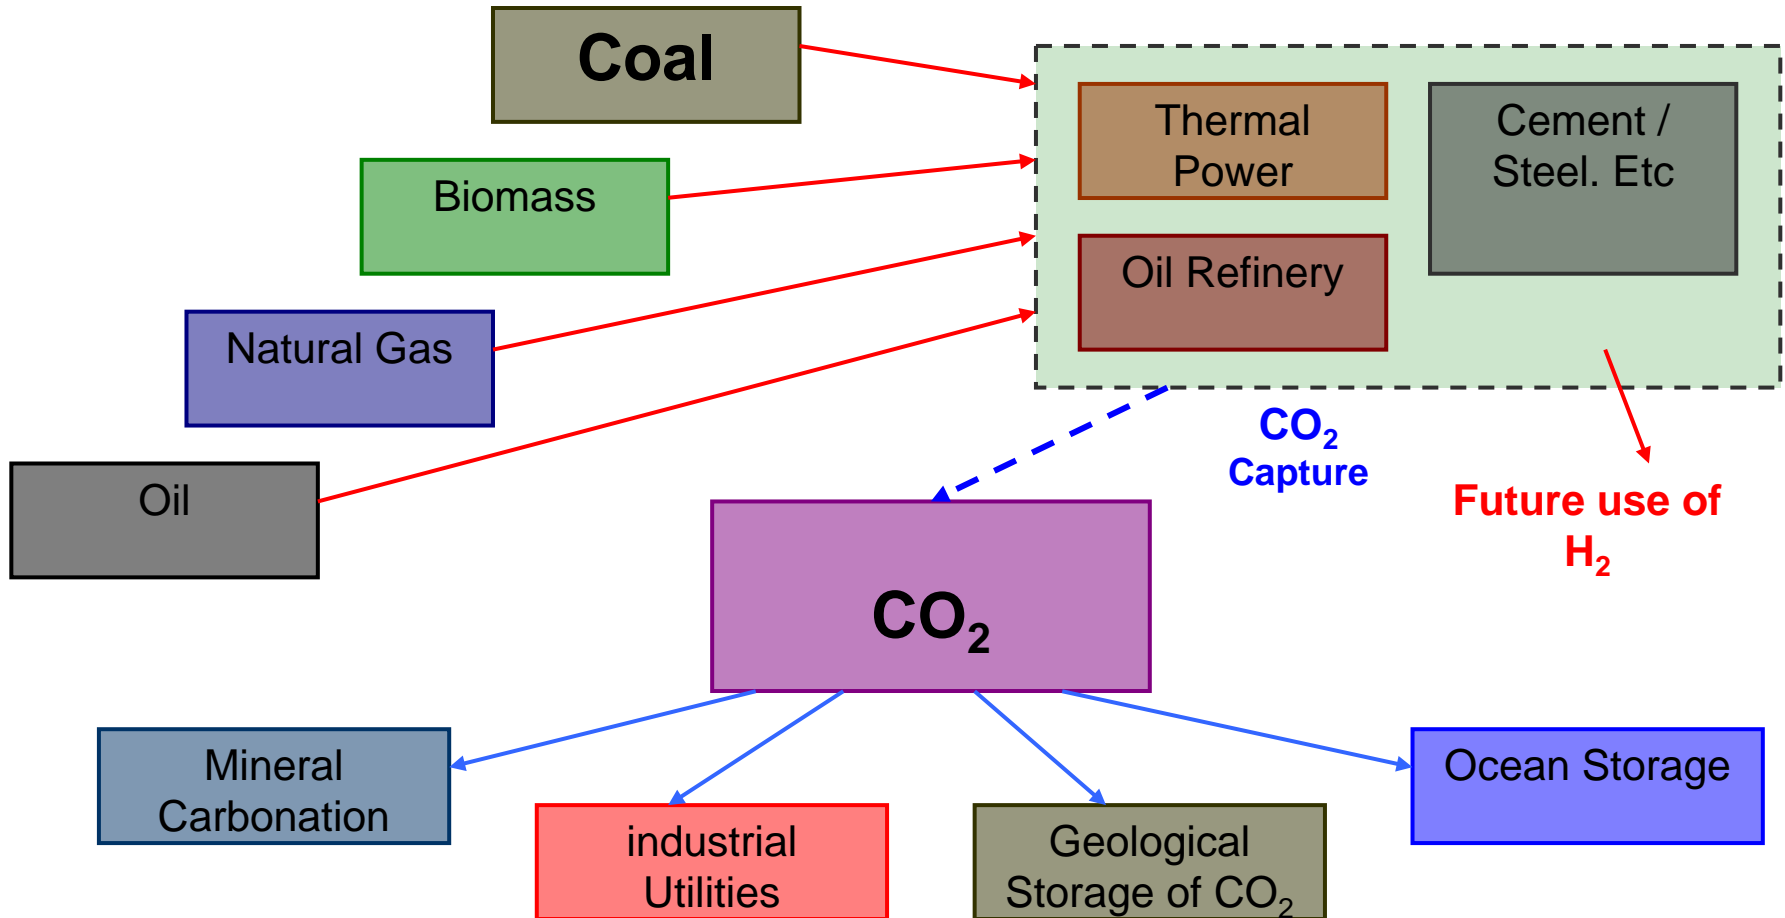 Coal
Thermal
Power
Cement /
Steel. Etc
Biomass
Oil Refinery
Natural Gas
CO₂
Capture
Oil
Future use of
H₂
CO₂
Mineral
Carbonation
industrial
Utilities
Geological
Storage of CO₂
Ocean Storage